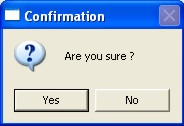 Confirmation
Are you sure ?
Yes
No